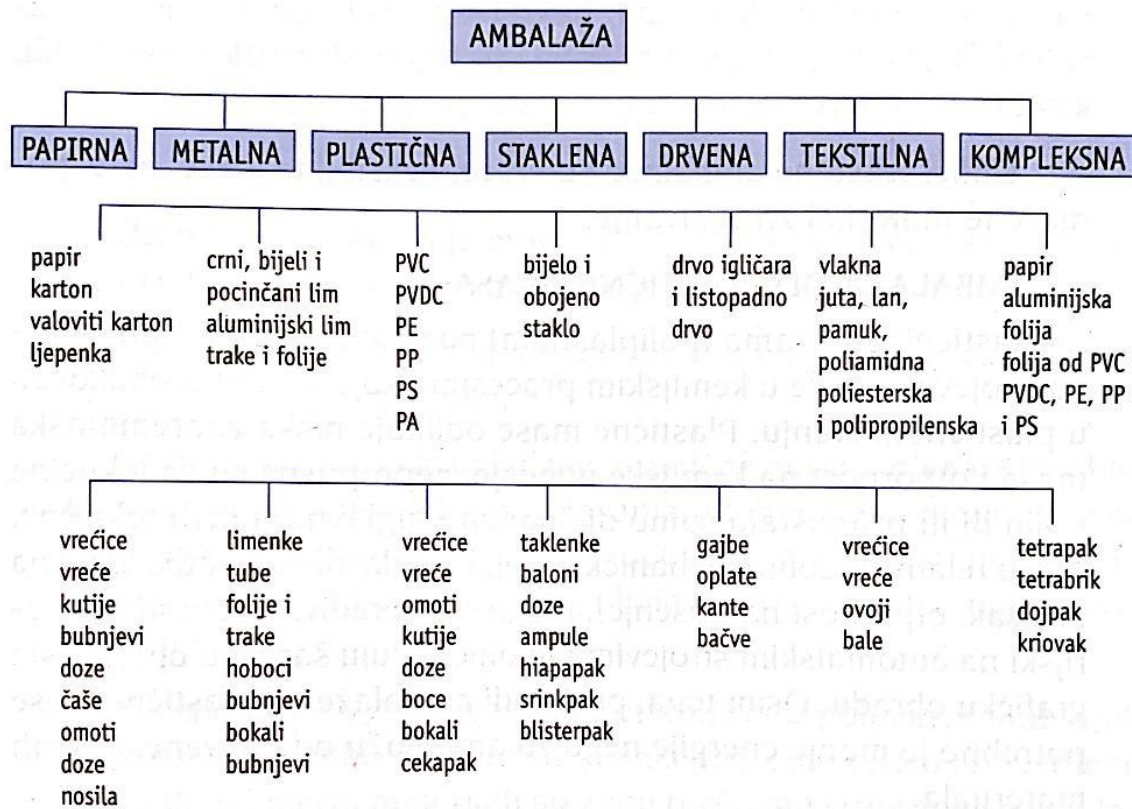 AMBALAŽA
PAPIRNA
METALNA
PLASTIČNA
STAKLENA
DRVENA
TEKSTILNA
KOMPLEKSNA
papir
karton
valoviti karton
ljepenka
crni, bijeli i
pocinčani lim
aluminijski lim
trake i folije
PVC
PVDC
PE
PP
PS
PA
bijelo i
obojeno
staklo
drvo igličara
i listopadno
drvo
vlakna
juta, lan,
pamuk,
poliamidna
poliesterska
i polipropilenska
papir
aluminijska
folija
folija od PVC
PVDC, PE, PP
i PS
vrećice
vreće
kutije
bubnjevi
doze
čaše
omoti
doze
nosila
limenke
tube
folije i
trake
hoboci
bubnjevi
bokali
bubnjevi
vrećice
vreće
omoti
kutije
doze
boce
bokali
cekapak
taklenke
baloni
doze
ampule
hiapapak
srinkpak
blisterpak
gajbe
oplate
kante
bačve
vrećice
vreće
ovoji
bale
tetrapak
tetrabrik
dojpak
kriovak